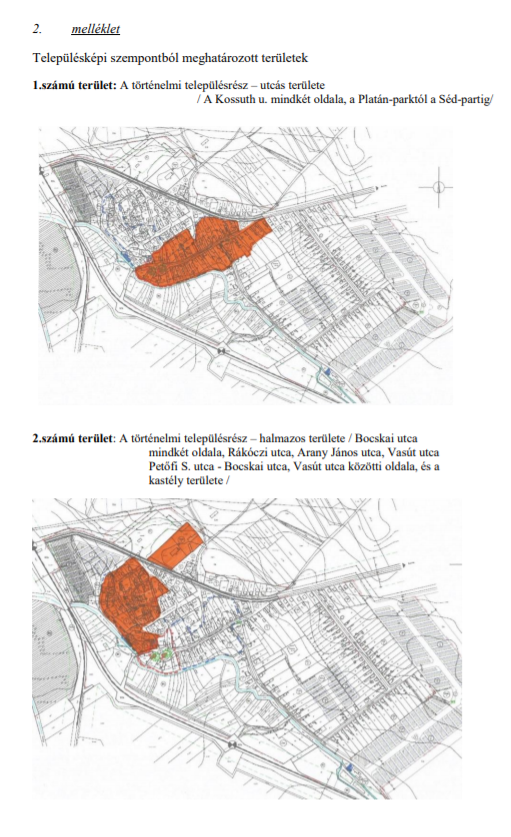 2. melléklet
Településképi szempontból meghatározott területek
1.számú terület: A történelmi településrész – utcás területe
/ A Kossuth u. mindkét oldala, a Platán-parktól a Séd-partig/
2.számú terület: A történelmi településrész – halmazos területe / Bocskai utca
mindkét oldala, Rákóczi utca, Arany János utca, Vasút utca
Petőfi S. utca - Bocskai utca, Vasút utca közötti oldala, és a
kastély területe /